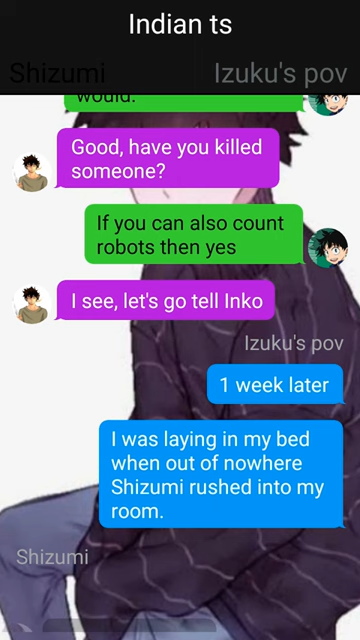 Indian ts
Shizumi
Izuku's pov
would.
Good, have you killed
someone?
If you can also count
robots then yes
I see, let's go tell Inko
Izuku's pov
1 week later
I was laying in my bed
when out of nowhere
Shizumi rushed into my
room.
Shizumi